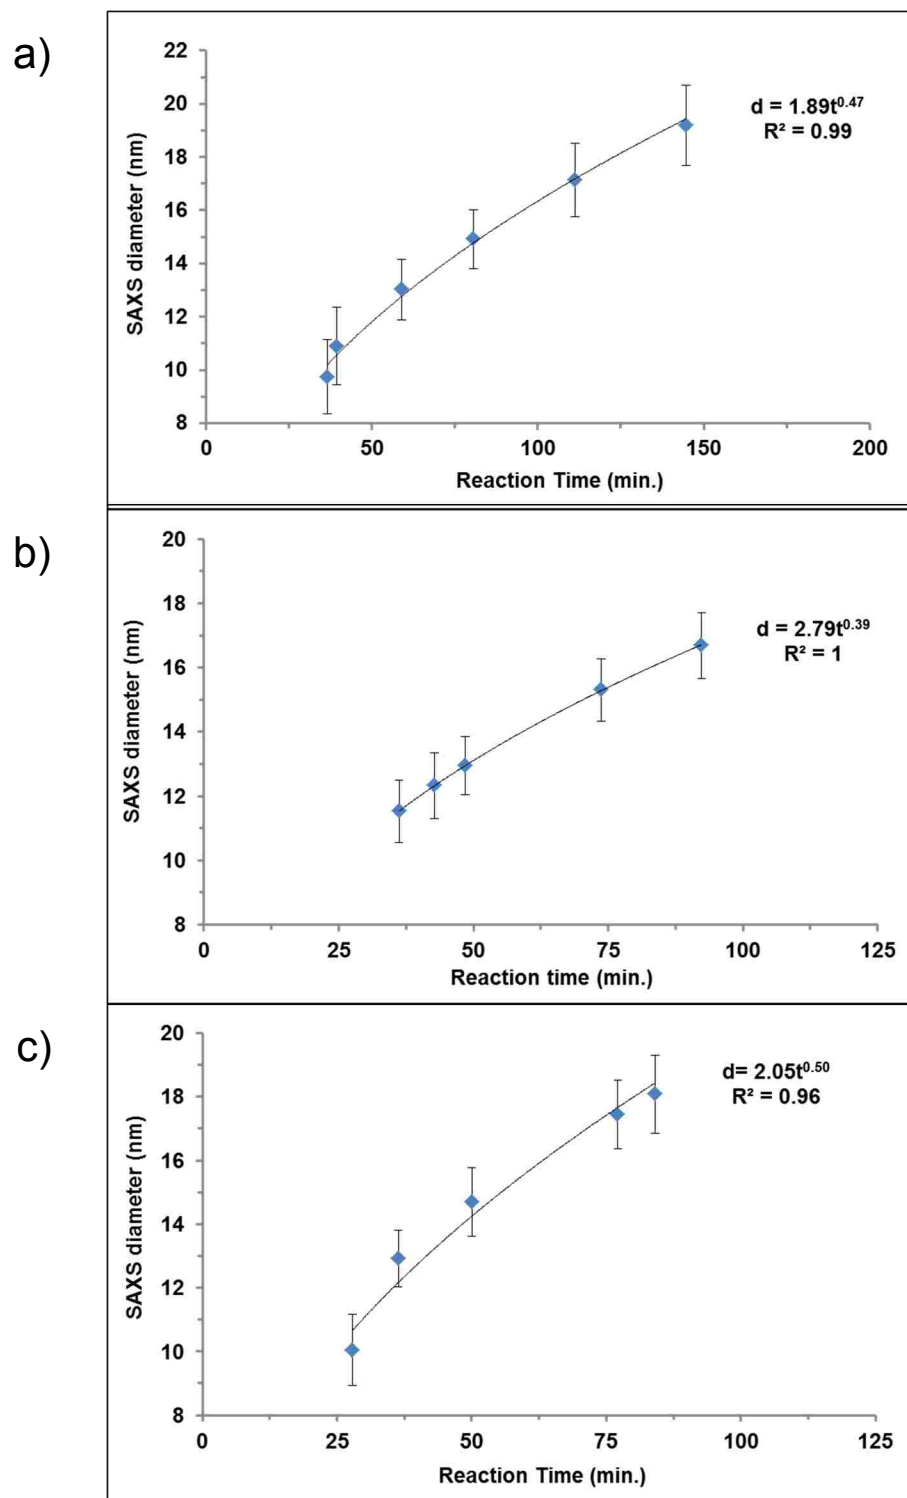 a)
22
20
18
16
14
12
10
8
SAXS diameter (nm)
d = 1.89t^0.47
R² = 0.99
0 50 100 150 200
Reaction Time (min.)
b)
20
18
16
14
12
10
8
SAXS diameter (nm)
d = 2.79t^0.39
R² = 1
0 25 50 75 100 125
Reaction time (min.)
c)
20
18
16
14
12
10
8
SAXS diameter (nm)
d= 2.05t^0.50
R² = 0.96
0 25 50 75 100 125
Reaction Time (min.)